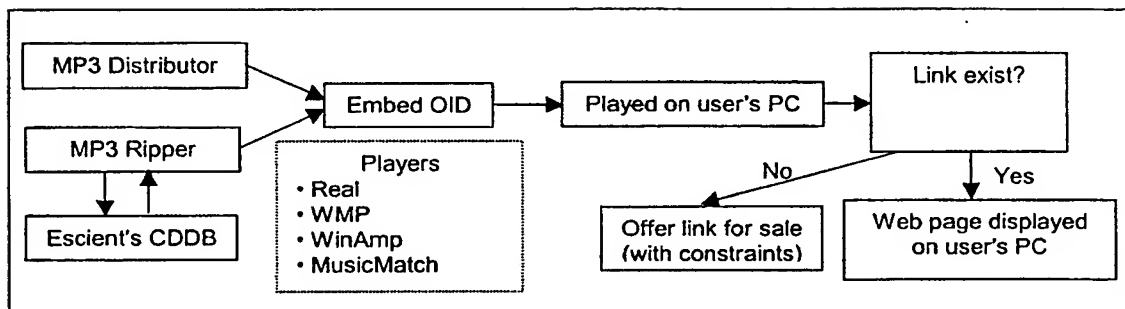 MP3 Distributor
MP3 Ripper
Escient's CDDB
Embed OID
Players
• Real
• WMP
• WinAmp
• MusicMatch
Played on user's PC
Link exist?
No
Yes
Offer link for sale
(with constraints)
Web page displayed
on user's PC